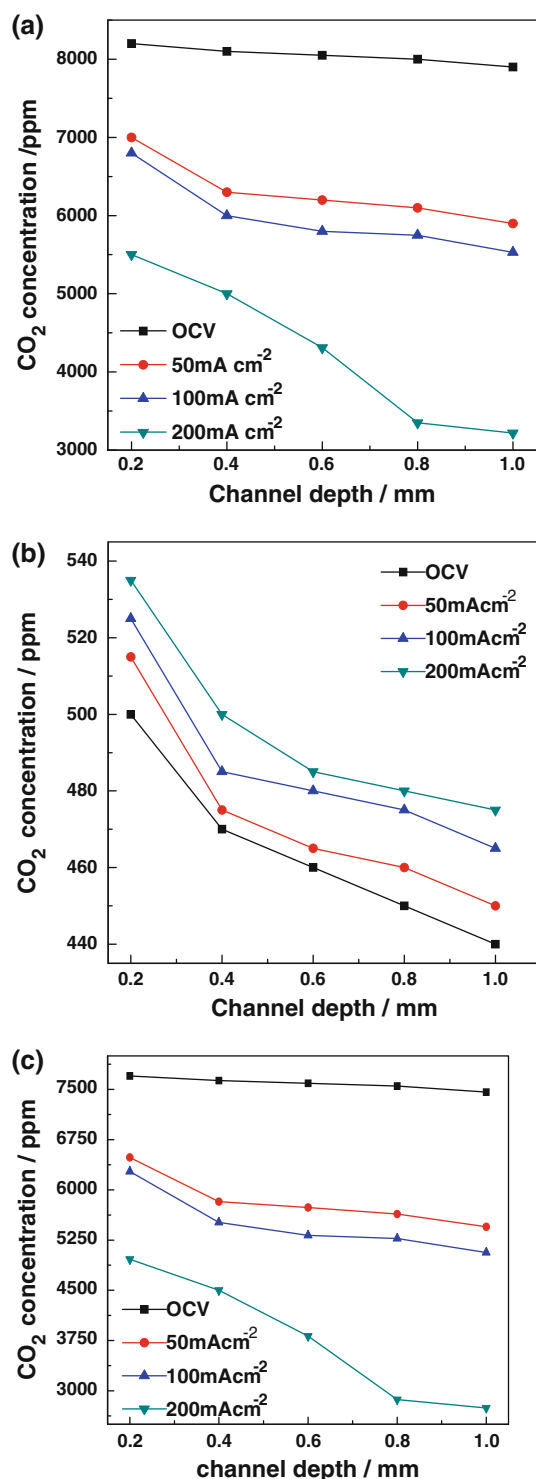 (a)
8000
7000
6000
5000
4000
3000
CO2 concentration /ppm
OCV
50mA cm-2
100mA cm-2
200mA cm-2
0.2 0.4 0.6 0.8 1.0
Channel depth / mm
(b)
540
520
500
480
460
440
CO2 concentration / ppm
OCV
50mAcm-2
100mAcm-2
200mAcm-2
0.2 0.4 0.6 0.8 1.0
Channel depth / mm
(c)
7500
6750
6000
5250
4500
3750
3000
CO2 concentration / ppm
OCV
50mAcm-2
100mAcm-2
200mAcm-2
0.2 0.4 0.6 0.8 1.0
channel depth / mm